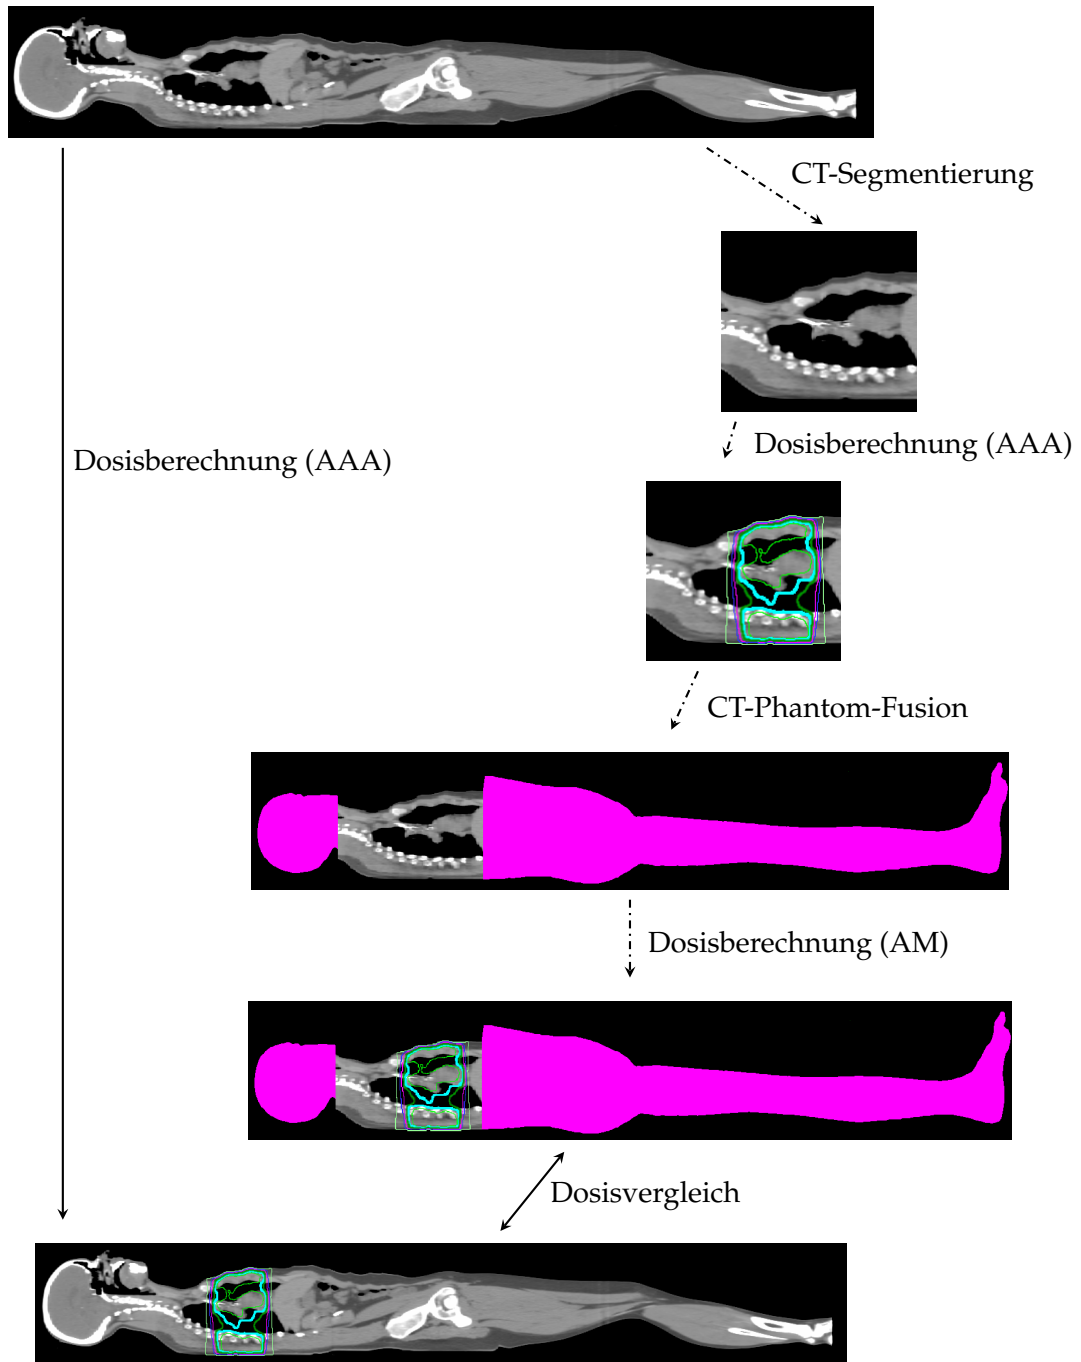 CT-Segmentierung
Dosisberechnung (AAA)
Dosisberechnung (AAA)
CT-Phantom-Fusion
Dosisberechnung (AM)
Dosisvergleich